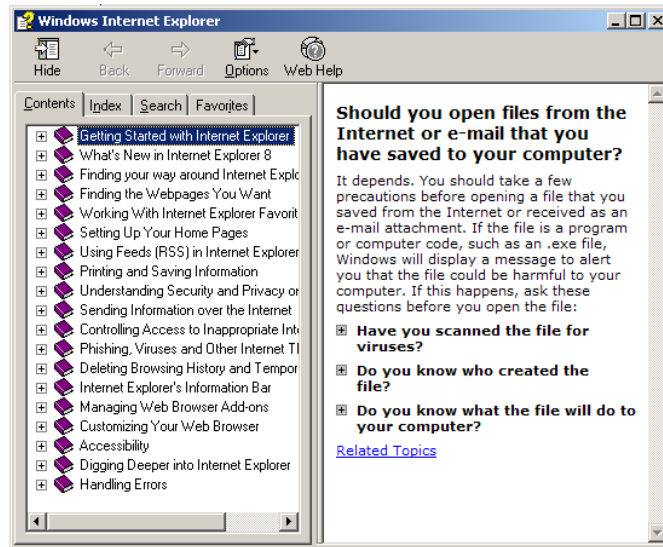 Windows Internet Explorer
Hide Back Forward Options Web Help
Contents Index Search Favorites
Getting Started with Internet Explorer
What's New in Internet Explorer 8
Finding your way around Internet Explc
Finding the Webpages You Want
Working With Internet Explorer Favorit
Setting Up Your Home Pages
Using Feeds (RSS) in Internet Explorer
Printing and Saving Information
Understanding Security and Privacy or
Sending Information over the Internet
Controlling Access to Inappropriate Inte
Phishing, Viruses and Other Internet Tl
Deleting Browsing History and Tempor
Internet Explorer's Information Bar
Managing Web Browser Add-ons
Customizing Your Web Browser
Accessibility
Digging Deeper into Internet Explorer
Handling Errors
Should you open files from the
Internet or e-mail that you
have saved to your computer?
It depends. You should take a few
precautions before opening a file that you
saved from the Internet or received as an
e-mail attachment. If the file is a program
or computer code, such as an .exe file,
Windows will display a message to alert
you that the file could be harmful to your
computer. If this happens, ask these
questions before you open the file:
Have you scanned the file for
viruses?
Do you know who created the
file?
Do you know what the file will do to
your computer?
Related Topics